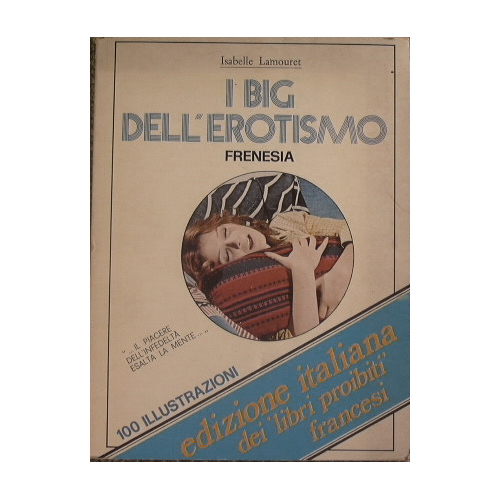 Isabelle Lamouret
I BIG
DELL'EROTISMO
FRENESIA
"... IL PIACERE
DELL'INFEDELTÀ
ESALTA LA MENTE ..."
100 ILLUSTRAZIONI
edizione italiana
dei 'libri proibiti'
francesi